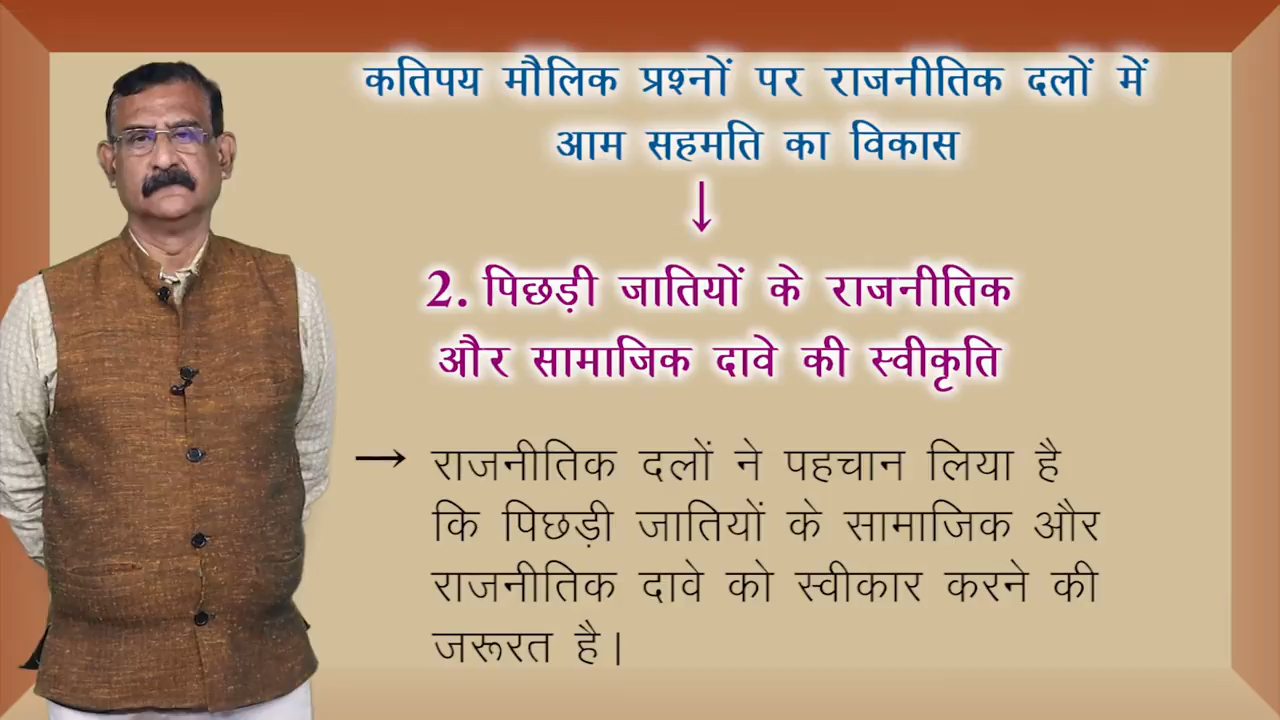 कतिपय मौलिक प्रश्नों पर राजनीतिक दलों में
आम सहमति का विकास
↓
2. पिछड़ी जातियों के राजनीतिक
और सामाजिक दावे की स्वीकृति
→ राजनीतिक दलों ने पहचान लिया है
कि पिछड़ी जातियों के सामाजिक और
राजनीतिक दावे को स्वीकार करने की
जरूरत है।